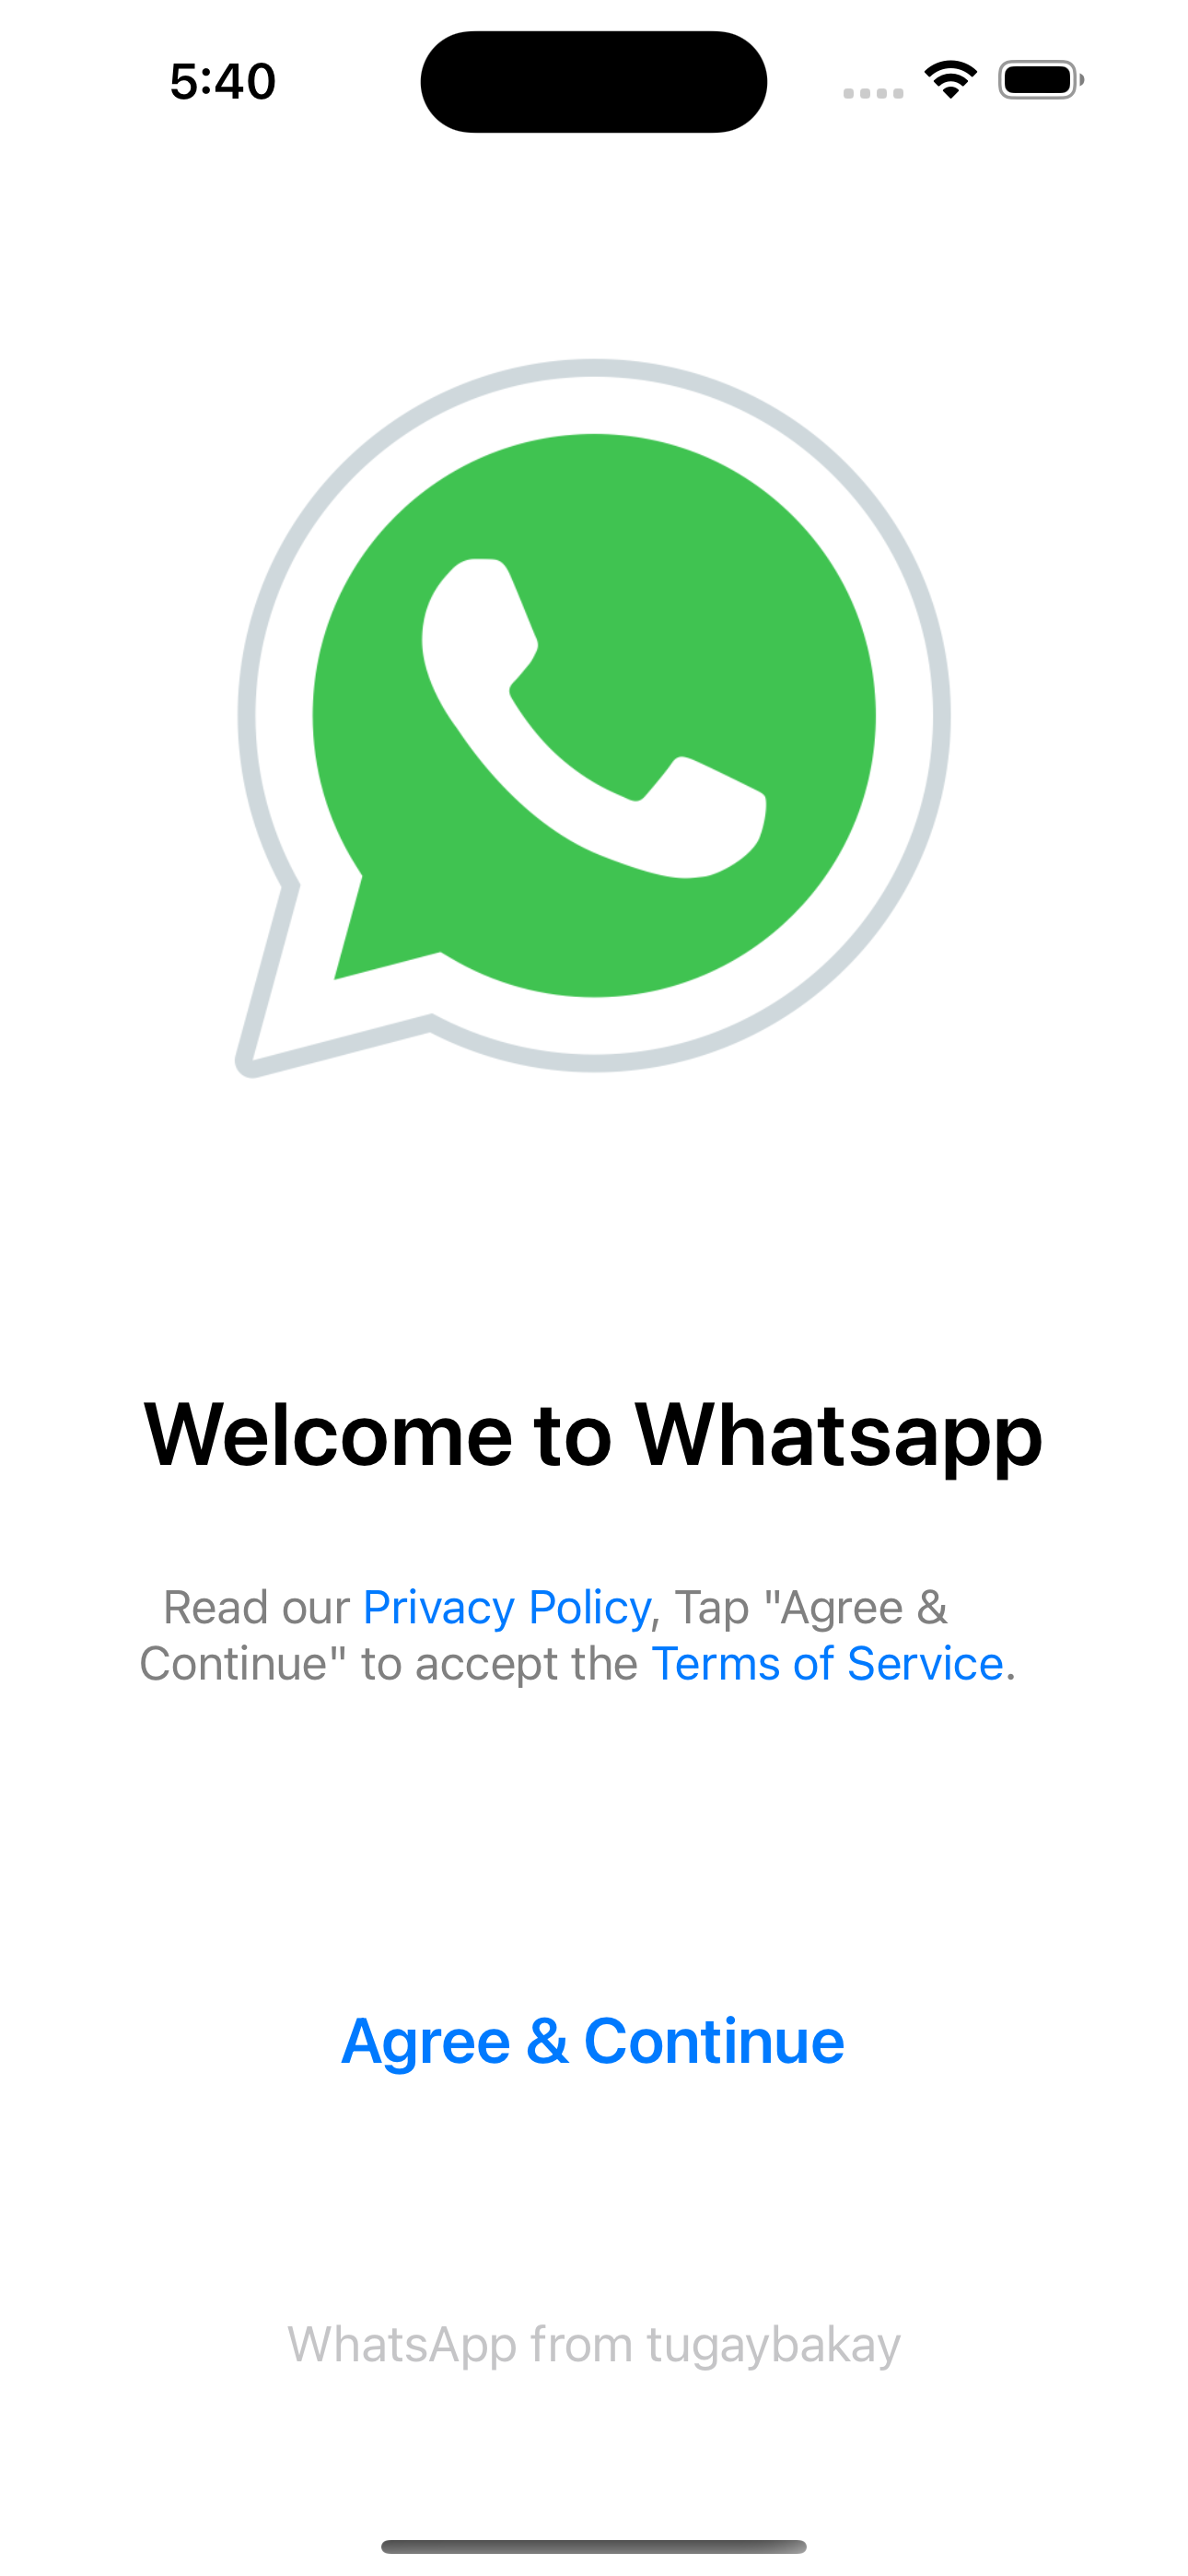 5:40
Welcome to Whatsapp
Read our Privacy Policy, Tap "Agree &
Continue" to accept the Terms of Service.
Agree & Continue
WhatsApp from tugaybakay